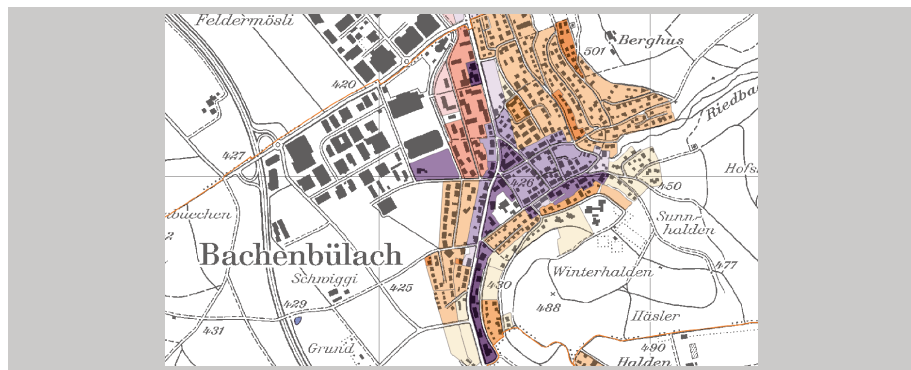 Feldermösli
501
Berghus
420
Riedba
427
426
450
Hofs
buechen
Sunn-
halden
2
Bachenbülach
Schwiggi
Winterhalden
477
425
430
429
488
431
Häsler
Grund
490
Halden